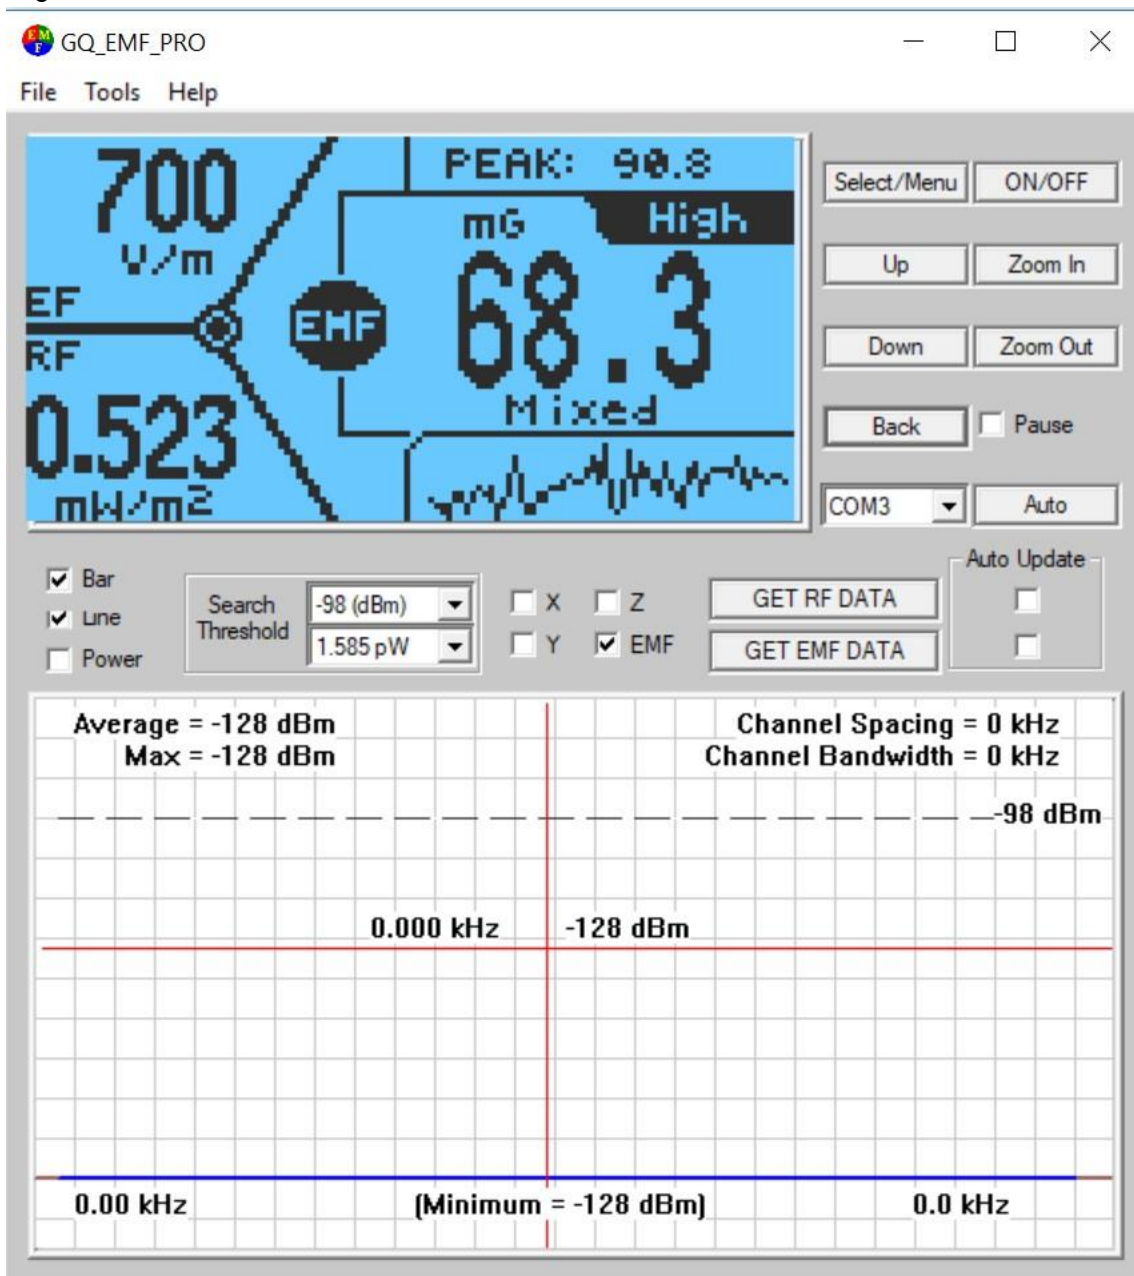 GQ_EMF_PRO
File Tools Help
700
V/m
EF
RF
0.523
mW/m²
PEAK: 90.8
mG High
EMF
68.3
Mixed
Select/Menu ON/OFF
Up Zoom In
Down Zoom Out
Back Pause
COM3 Auto
Bar
Line
Power
Search
Threshold
-98 (dBm)
1.585 pW
X Z
Y EMF
GET RF DATA
GET EMF DATA
Auto Update
Average = -128 dBm
Max = -128 dBm
Channel Spacing = 0 kHz
Channel Bandwidth = 0 kHz
-98 dBm
0.000 kHz -128 dBm
0.00 kHz (Minimum = -128 dBm) 0.0 kHz